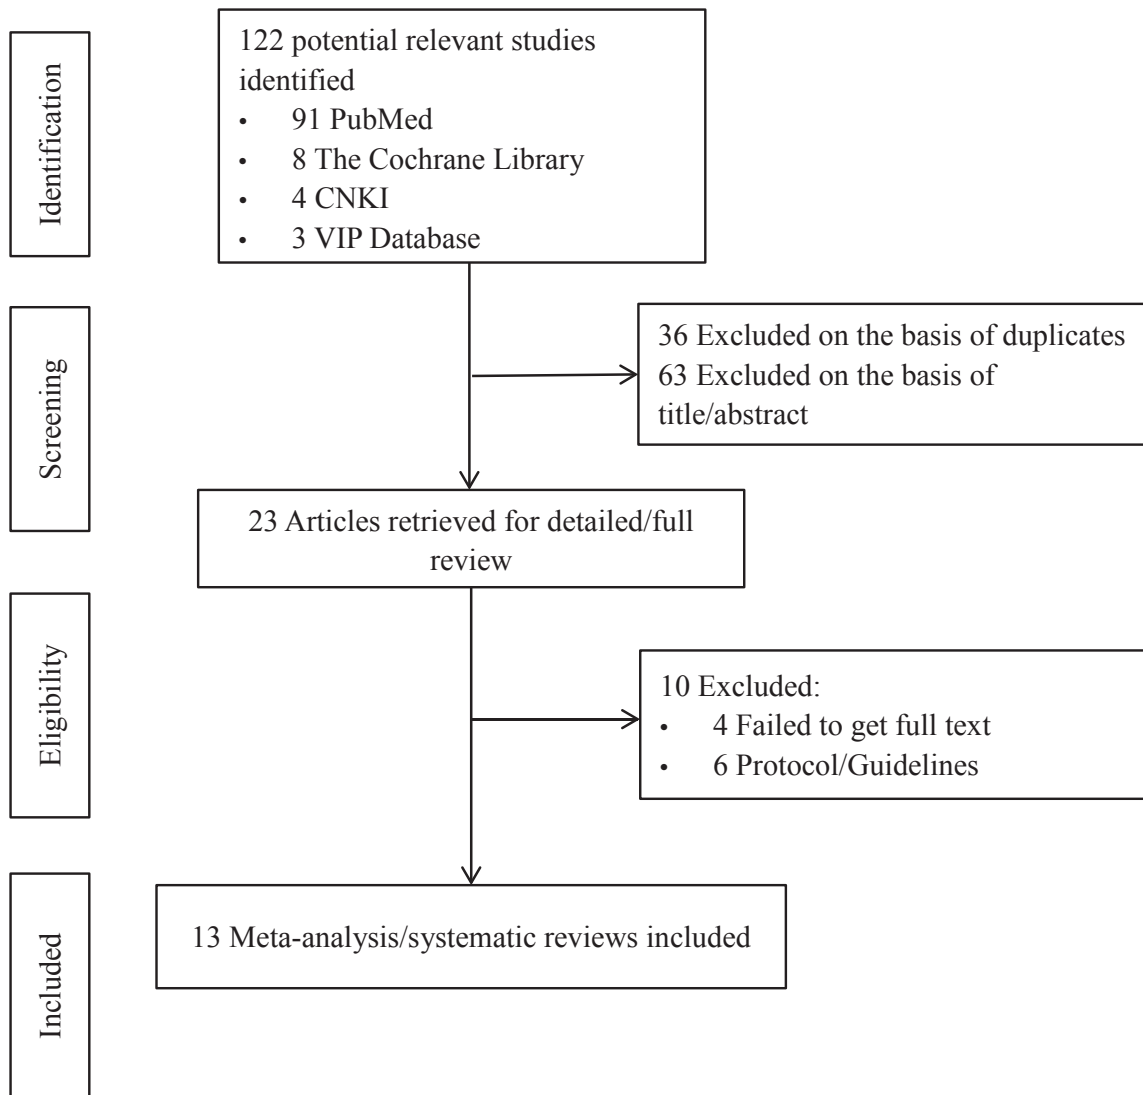 Identification
122 potential relevant studies
identified
• 91 PubMed
• 8 The Cochrane Library
• 4 CNKI
• 3 VIP Database
Screening
36 Excluded on the basis of duplicates
63 Excluded on the basis of
title/abstract
23 Articles retrieved for detailed/full
review
Eligibility
10 Excluded:
• 4 Failed to get full text
• 6 Protocol/Guidelines
Included
13 Meta-analysis/systematic reviews included